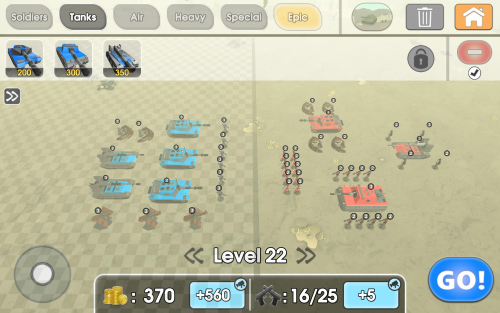 Soldiers Tanks Air Heavy Special Epic
200 300 350
Level 22
: 370 +560 : 16/25 +5 GO!